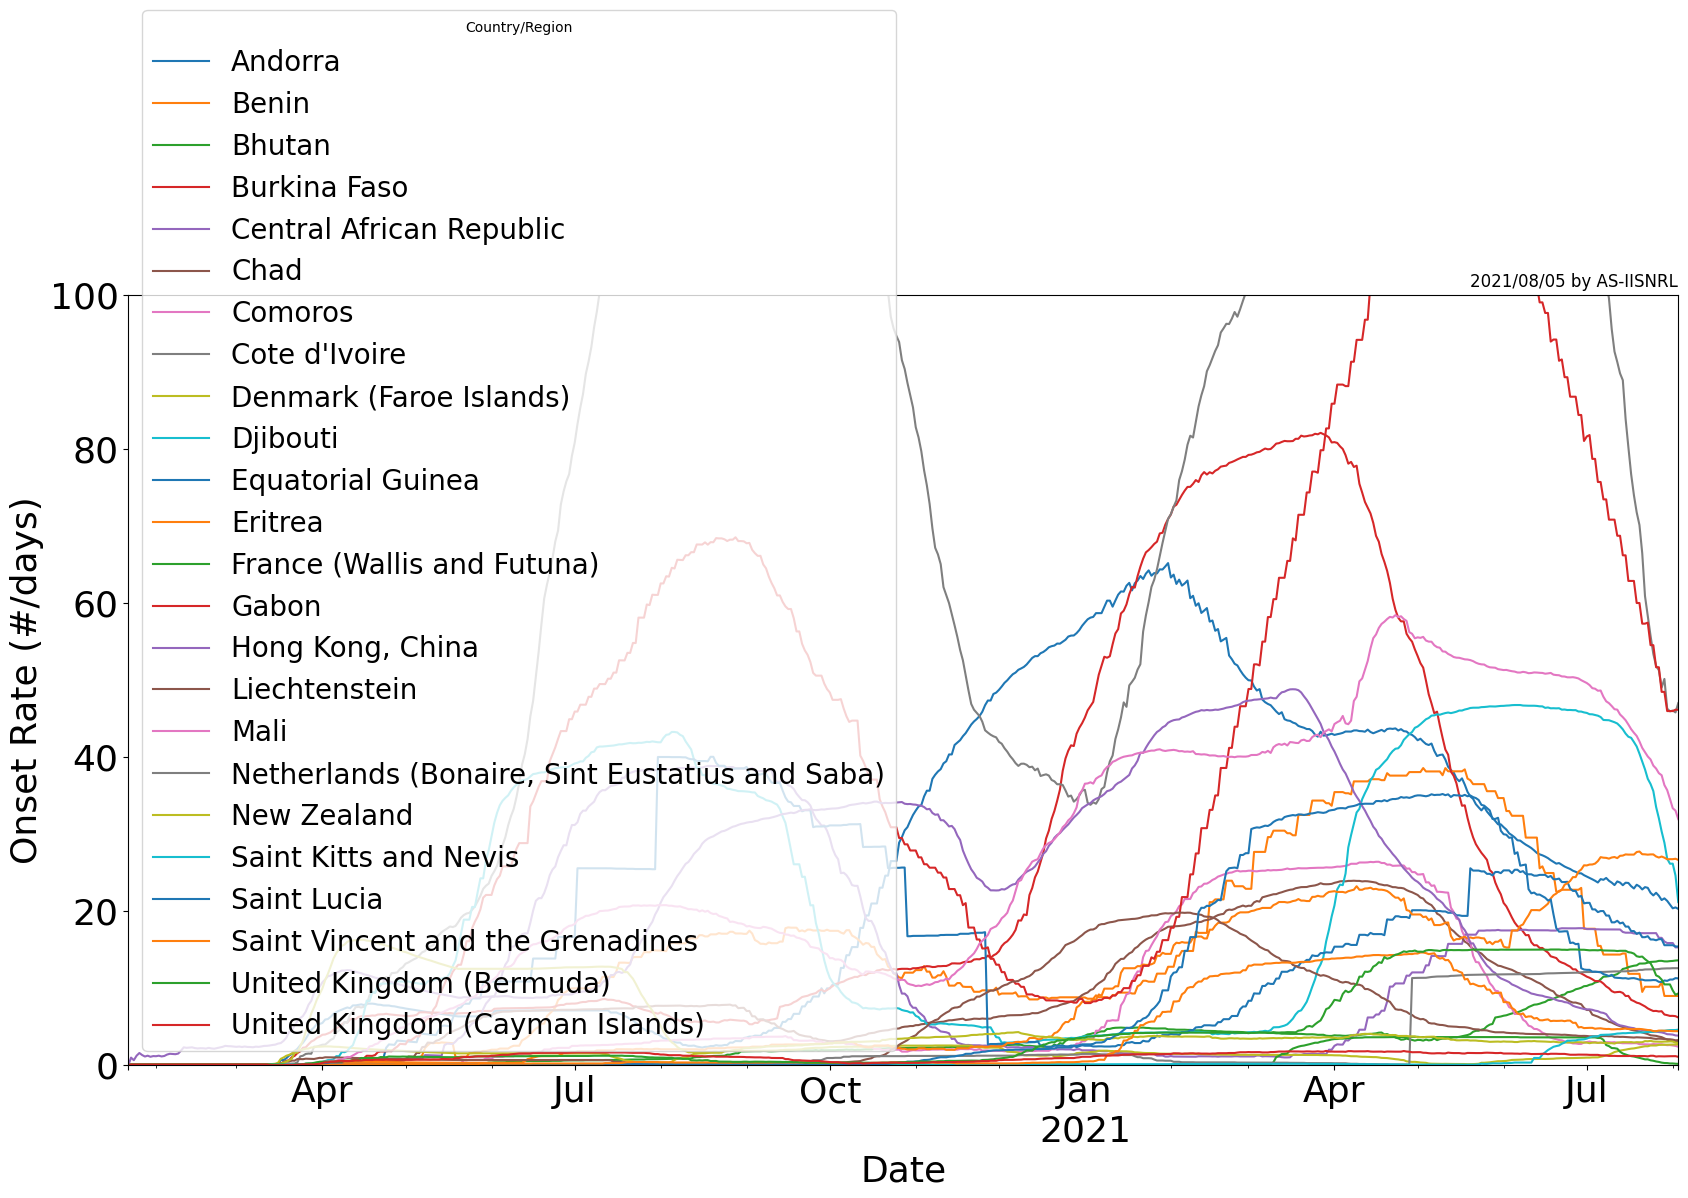 Country/Region
Andorra
Benin
Bhutan
Burkina Faso
Central African Republic
Chad
Comoros
Cote d'Ivoire
Denmark (Faroe Islands)
Djibouti
Equatorial Guinea
Eritrea
France (Wallis and Futuna)
Gabon
Hong Kong, China
Liechtenstein
Mali
Netherlands (Bonaire, Sint Eustatius and Saba)
New Zealand
Saint Kitts and Nevis
Saint Lucia
Saint Vincent and the Grenadines
United Kingdom (Bermuda)
United Kingdom (Cayman Islands)
2021/08/05 by AS-IISNRL
100
80
60
40
20
0
Onset Rate (#/days)
Apr
Jul
Oct
Jan
2021
Apr
Jul
Date